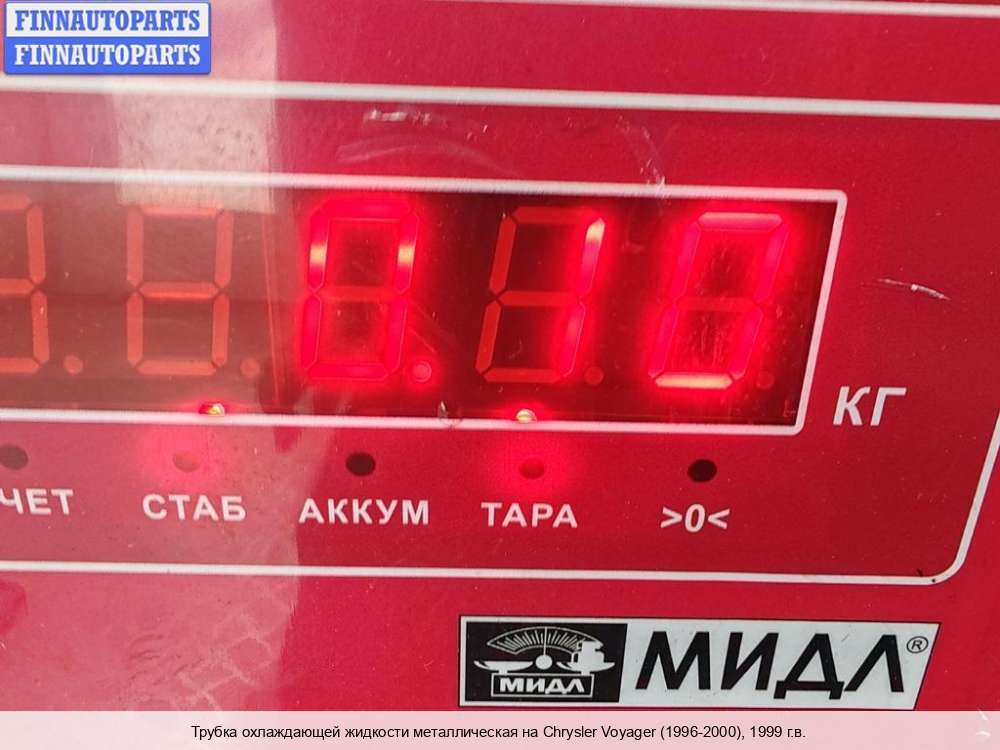 FINNAUTOPARTS
FINNAUTOPARTS
0.10
КГ
ЧЕТ СТАБ АККУМ ТАРА >0<
МИДЛ МИДЛ®
Трубка охлаждающей жидкости металлическая на Chrysler Voyager (1996-2000), 1999 г.в.